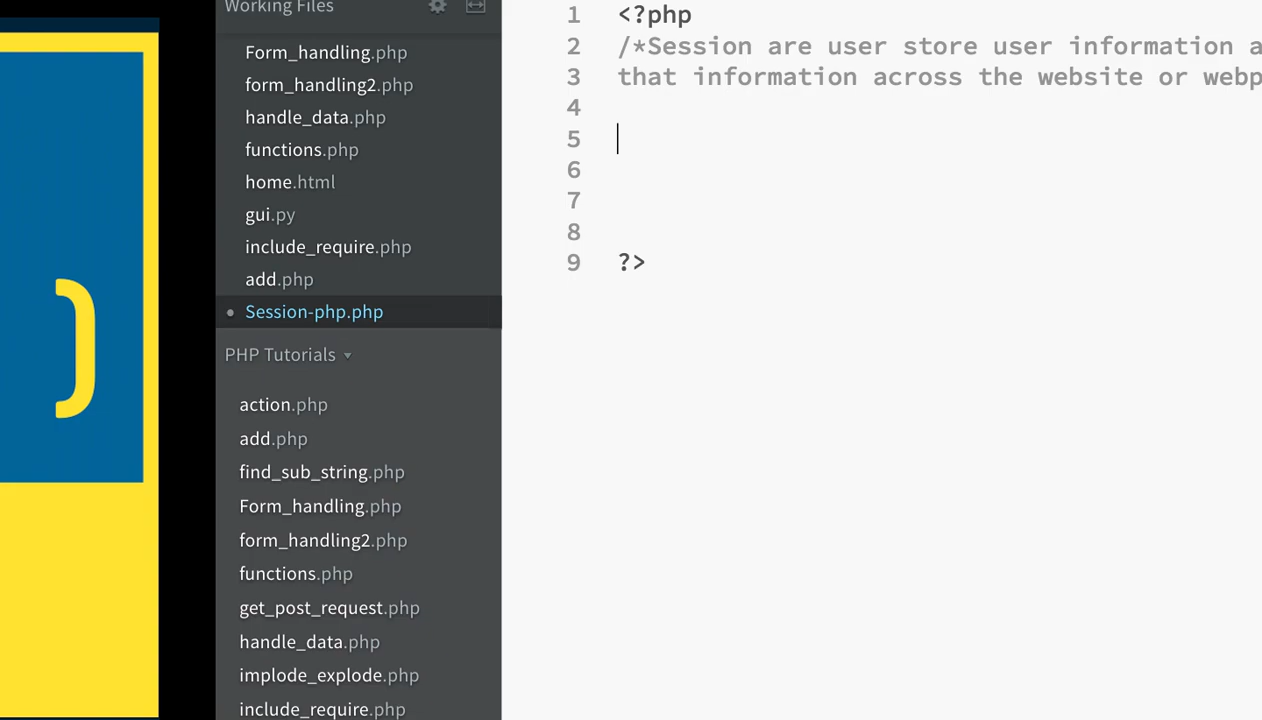 Working Files
Form_handling.php
form_handling2.php
handle_data.php
functions.php
home.html
gui.py
include_require.php
add.php
Session-php.php
PHP Tutorials
action.php
add.php
find_sub_string.php
Form_handling.php
form_handling2.php
functions.php
get_post_request.php
handle_data.php
implode_explode.php
include_require.php
1 <?php
2 /*Session are user store user information a
3 that information across the website or webp
4
5
6
7
8
9 ?>